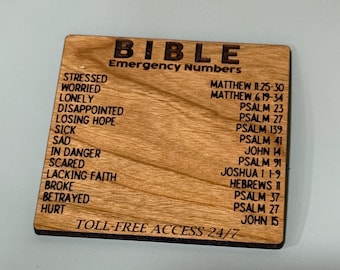 BIBLE
Emergency Numbers
STRESSED MATTHEW 11:25-30
WORRIED MATTHEW 6:19-34
LONELY PSALM 23
DISAPPOINTED PSALM 27
LOSING HOPE PSALM 139
SICK PSALM 41
SAD JOHN 14
IN DANGER PSALM 91
SCARED JOSHUA 1:1-9
LACKING FAITH HEBREWS 11
BROKE PSALM 37
BETRAYED PSALM 27
HURT JOHN 15
TOLL-FREE ACCESS 24/7